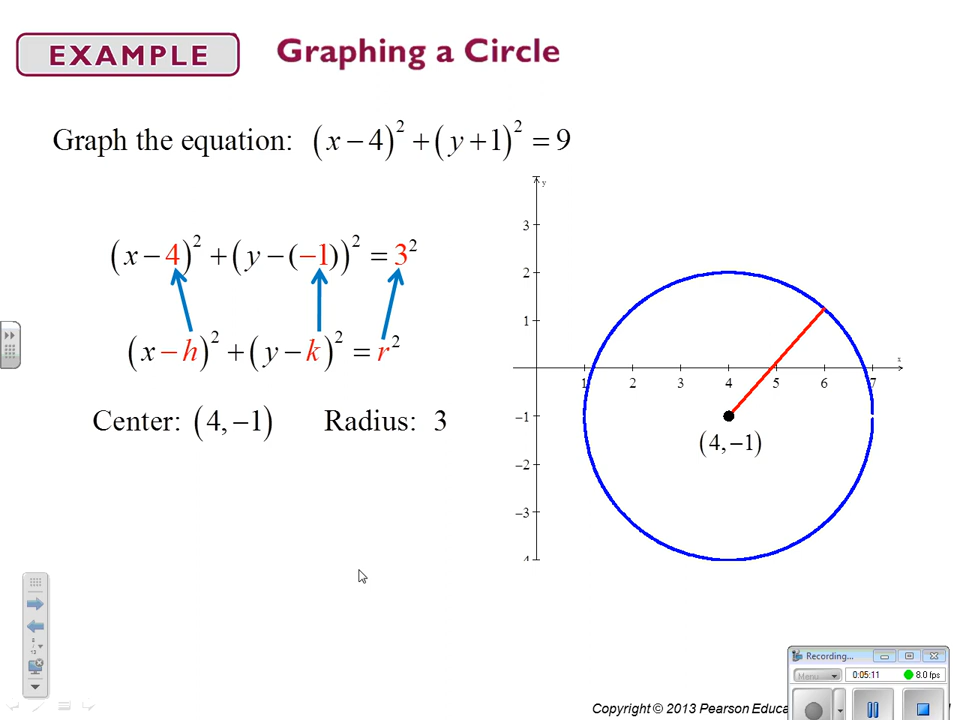 EXAMPLE
Graphing a Circle
Graph the equation: (x − 4)² + (y + 1)² = 9
(x − 4)² + (y − (−1))² = 3²
(x − h)² + (y − k)² = r²
Center: (4, −1) Radius: 3
y
3
2
1
x
1 2 3 4 5 6 7
−1
(4, −1)
−2
−3
−4
Recording...
Menu
0:05:11
8.0 fps
Copyright © 2013 Pearson